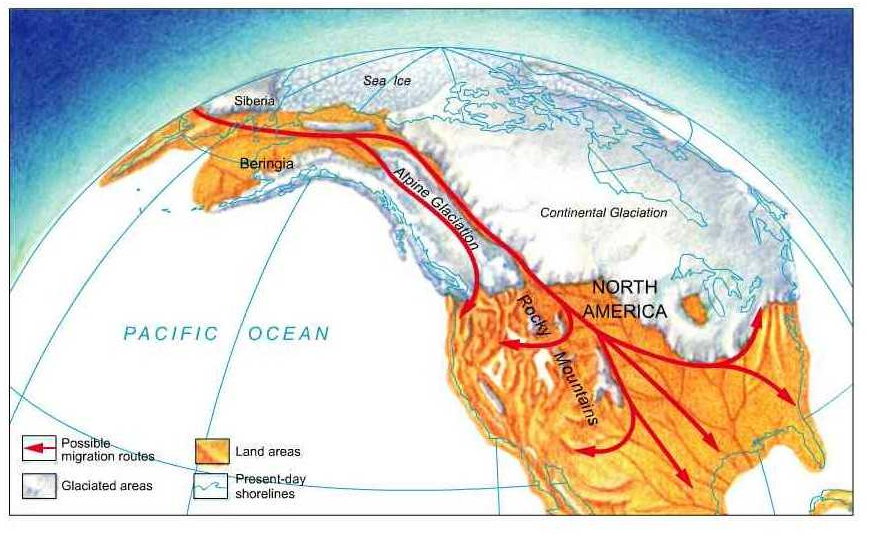 Sea Ice
Siberia
Beringia
Alpine Glaciation
Continental Glaciation
NORTH
AMERICA
Rocky
Mountains
PACIFIC OCEAN
Possible
migration routes
Land areas
Glaciated areas
Present-day
shorelines